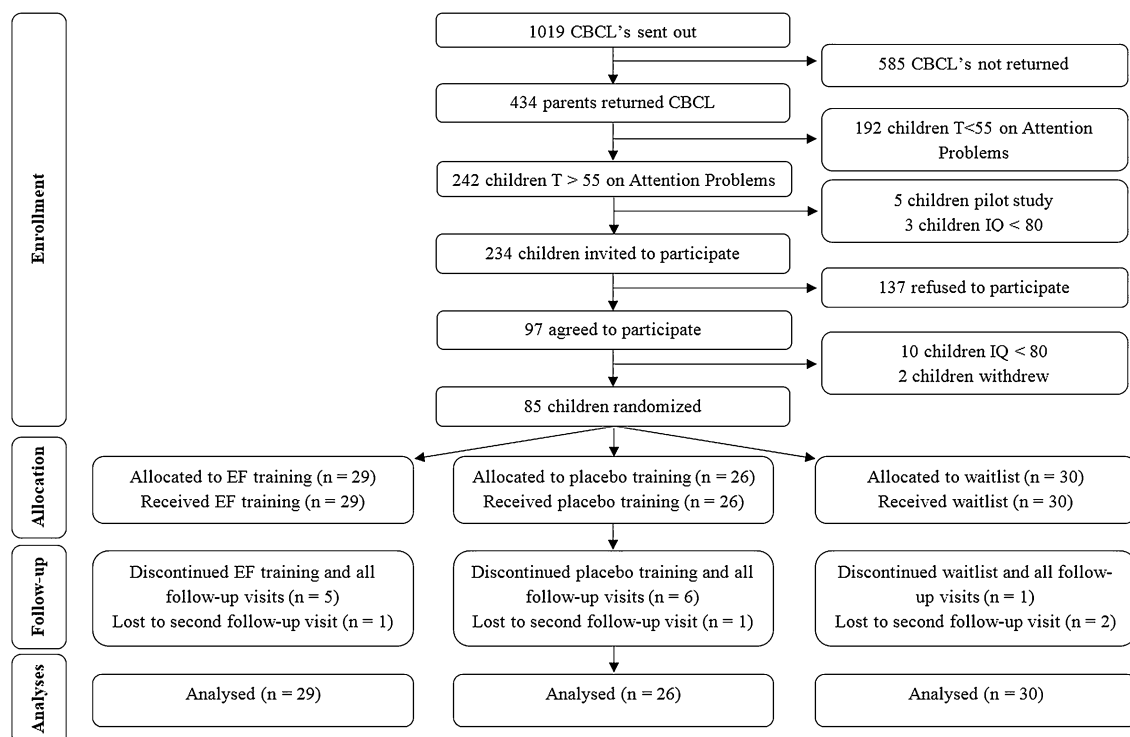 Enrollment
1019 CBCL's sent out
585 CBCL's not returned
434 parents returned CBCL
192 children T<55 on Attention
Problems
242 children T > 55 on Attention Problems
5 children pilot study
3 children IQ < 80
234 children invited to participate
137 refused to participate
97 agreed to participate
10 children IQ < 80
2 children withdrew
85 children randomized
Allocation
Allocated to EF training (n = 29)
Received EF training (n = 29)
Allocated to placebo training (n = 26)
Received placebo training (n = 26)
Allocated to waitlist (n = 30)
Received waitlist (n = 30)
Follow-up
Discontinued EF training and all
follow-up visits (n = 5)
Lost to second follow-up visit (n = 1)
Discontinued placebo training and all
follow-up visits (n = 6)
Lost to second follow-up visit (n = 1)
Discontinued waitlist and all follow-
up visits (n = 1)
Lost to second follow-up visit (n = 2)
Analyses
Analysed (n = 29)
Analysed (n = 26)
Analysed (n = 30)